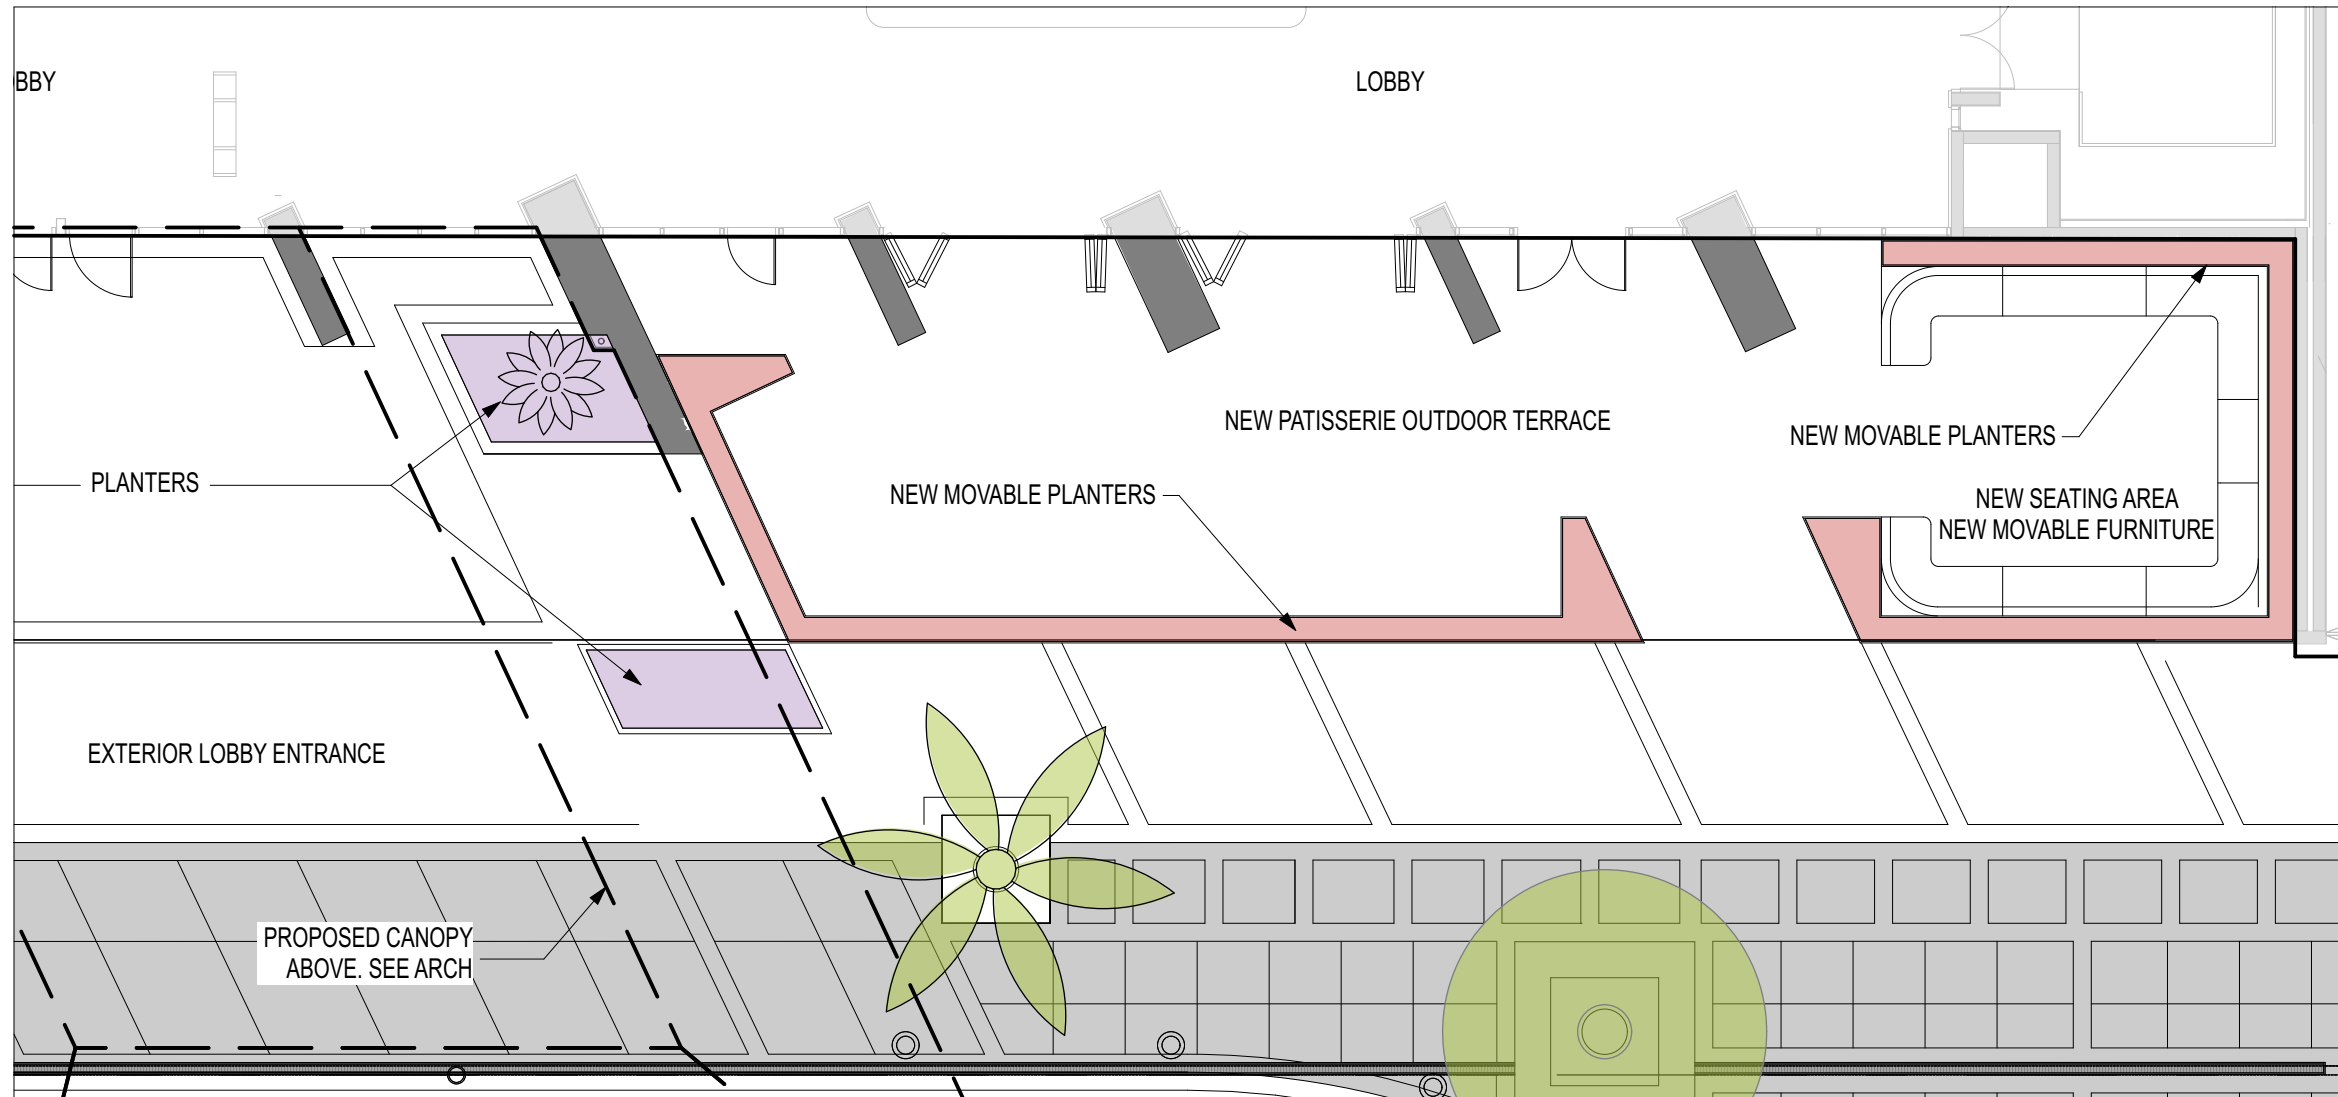 BBY
LOBBY
NEW PATISSERIE OUTDOOR TERRACE
NEW MOVABLE PLANTERS
PLANTERS
NEW MOVABLE PLANTERS
NEW SEATING AREA
NEW MOVABLE FURNITURE
EXTERIOR LOBBY ENTRANCE
PROPOSED CANOPY
ABOVE. SEE ARCH